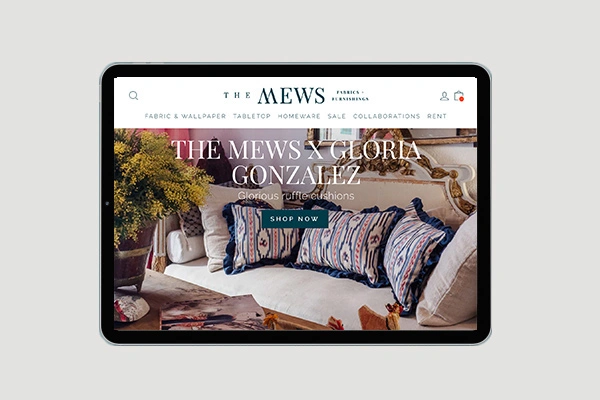 THE MEWS FABRICS + FURNISHINGS
FABRIC & WALLPAPER TABLETOP HOMEWARE SALE COLLABORATIONS RENT
THE MEWS X GLORIA
GONZALEZ
Glorious ruffle cushions
SHOP NOW